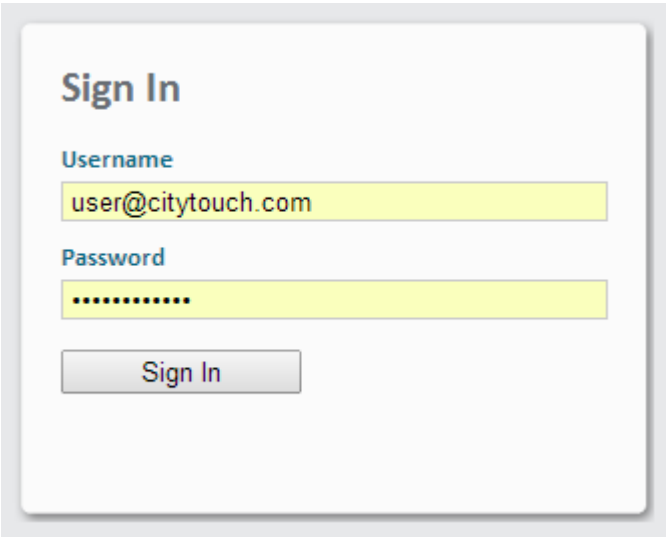 Sign In
Username
user@citytouch.com
Password
••••••••••••
Sign In